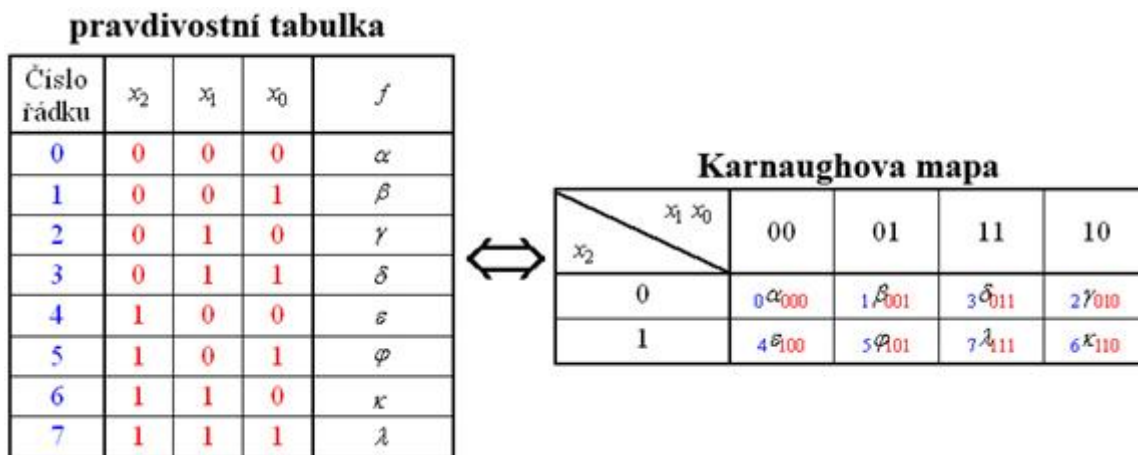 pravdivostní tabulka
Číslo řádku x₂ x₁ x₀ f
0 0 0 0 α
1 0 0 1 β
2 0 1 0 γ
3 0 1 1 δ
4 1 0 0 ε
5 1 0 1 φ
6 1 1 0 κ
7 1 1 1 λ
Karnaughova mapa
x₁ x₀
x₂
00 01 11 10
0 ₀α₀₀₀ ₁β₀₀₁ ₃δ₀₁₁ ₂γ₀₁₀
1 ₄ε₁₀₀ ₅φ₁₀₁ ₇λ₁₁₁ ₆κ₁₁₀